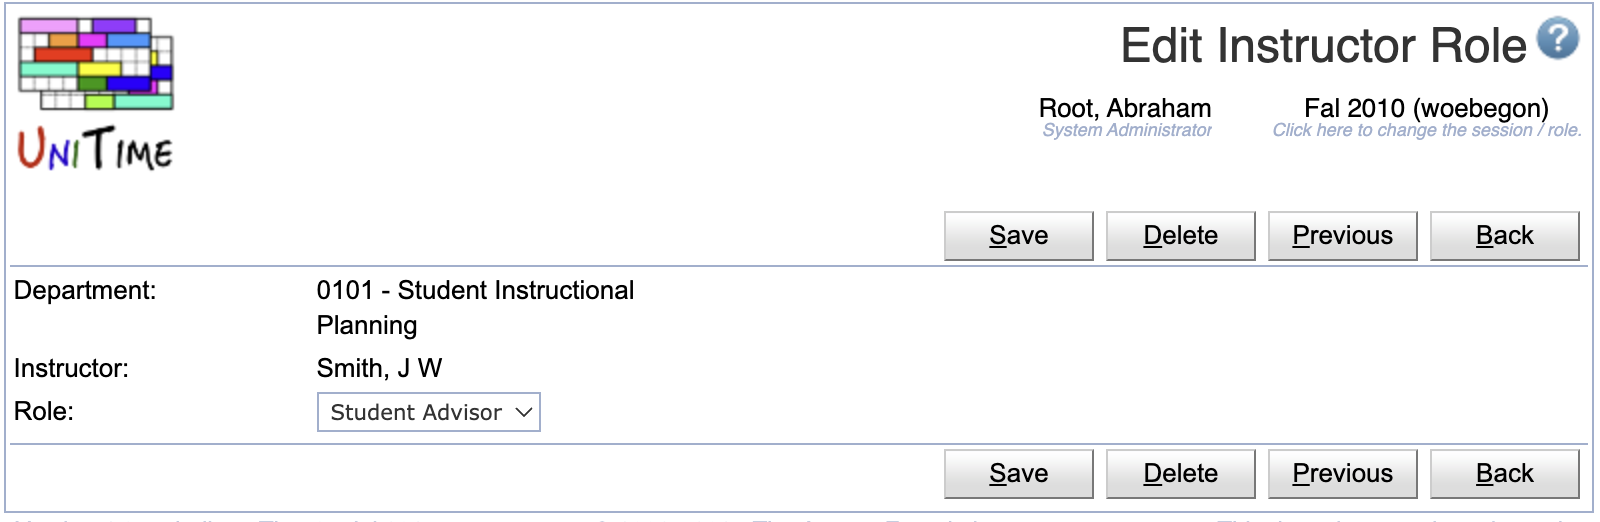 Edit Instructor Role
?
UNITIME
Root, Abraham
System Administrator
Fal 2010 (woebegon)
Click here to change the session / role.
Save Delete Previous Back
Department: 0101 - Student Instructional
Planning
Instructor: Smith, J W
Role: Student Advisor
Save Delete Previous Back